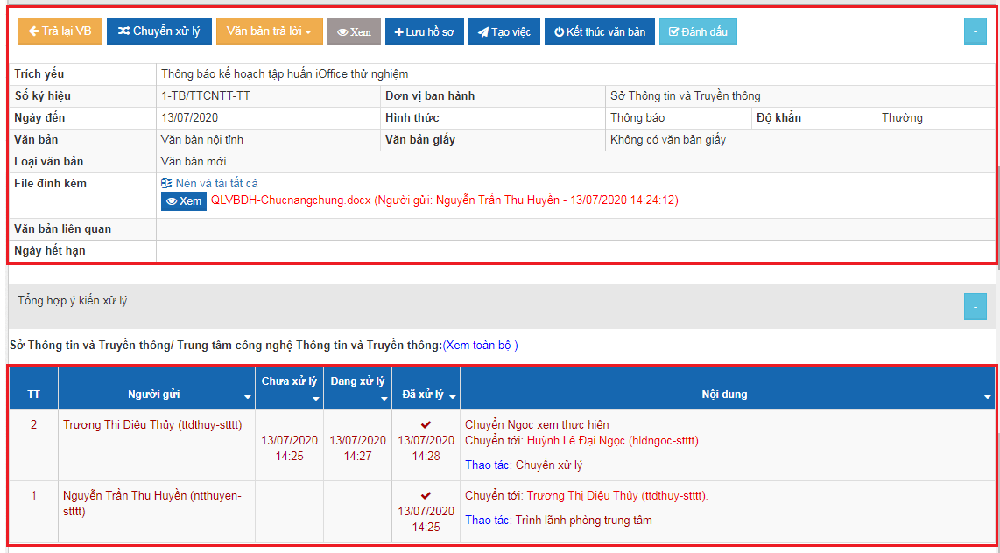 Trả lại VB Chuyển xử lý Văn bản trả lời Xem Lưu hồ sơ Tạo việc Kết thúc văn bản Đánh dấu -
Trích yếu Thông báo kế hoạch tập huấn iOffice thử nghiệm
Số ký hiệu 1-TB/TTCNTT-TT Đơn vị ban hành Sở Thông tin và Truyền thông
Ngày đến 13/07/2020 Hình thức Thông báo Độ khẩn Thường
Văn bản Văn bản nội tỉnh Văn bản giấy Không có văn bản giấy
Loại văn bản Văn bản mới
File đính kèm Nén và tải tất cả
Xem QLVBDH-Chucnangchung.docx (Người gửi: Nguyễn Trần Thu Huyền - 13/07/2020 14:24:12)
Văn bản liên quan
Ngày hết hạn
Tổng hợp ý kiến xử lý -
Sở Thông tin và Truyền thông/ Trung tâm công nghệ Thông tin và Truyền thông:(Xem toàn bộ )
TT Người gửi Chưa xử lý Đang xử lý Đã xử lý Nội dung
2 Trương Thị Diệu Thủy (ttdthuy-stttt) 13/07/2020 14:25 13/07/2020 14:27 13/07/2020 14:28 Chuyển Ngọc xem thực hiện
Chuyển tới: Huỳnh Lê Đại Ngọc (hldngoc-stttt).
Thao tác: Chuyển xử lý
1 Nguyễn Trần Thu Huyền (ntthuyen-
stttt) 13/07/2020 14:25 Chuyển tới: Trương Thị Diệu Thủy (ttdthuy-stttt).
Thao tác: Trình lãnh phòng trung tâm